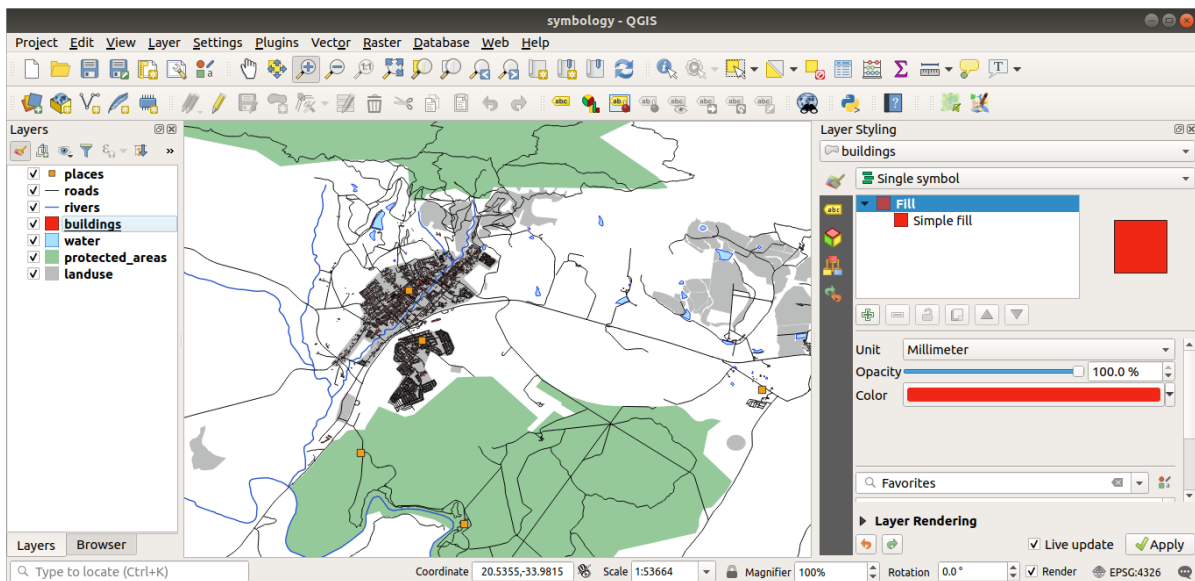 symbology - QGIS
Project Edit View Layer Settings Plugins Vector Raster Database Web Help
Layers
places
roads
rivers
buildings
water
protected_areas
landuse
Layers Browser
Layer Styling
buildings
Single symbol
Fill
Simple fill
Unit Millimeter
Opacity 100.0 %
Color
Favorites
Layer Rendering
Live update Apply
Type to locate (Ctrl+K) Coordinate 20.5355,-33.9815 Scale 1:53664 Magnifier 100% Rotation 0.0 ° Render EPSG:4326